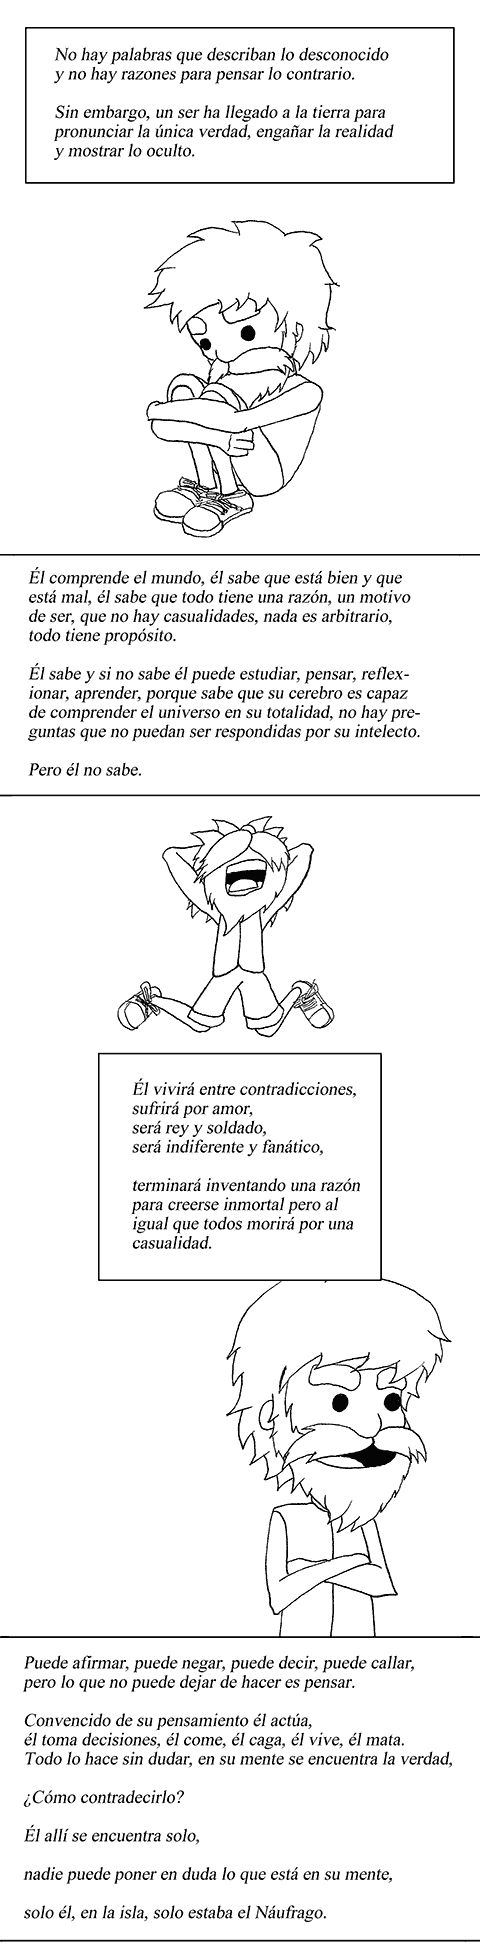 No hay palabras que describan lo desconocido
y no hay razones para pensar lo contrario.
Sin embargo, un ser ha llegado a la tierra para
pronunciar la única verdad, engañar la realidad
y mostrar lo oculto.
Él comprende el mundo, él sabe que está bien y que
está mal, él sabe que todo tiene una razón, un motivo
de ser, que no hay casualidades, nada es arbitrario,
todo tiene propósito.
Él sabe y si no sabe él puede estudiar, pensar, reflex-
ionar, aprender, porque sabe que su cerebro es capaz
de comprender el universo en su totalidad, no hay pre-
guntas que no puedan ser respondidas por su intelecto.
Pero él no sabe.
Él vivirá entre contradicciones,
sufrirá por amor,
será rey y soldado,
será indiferente y fanático,
terminará inventando una razón
para creerse inmortal pero al
igual que todos morirá por una
casualidad.
Puede afirmar, puede negar, puede decir, puede callar,
pero lo que no puede dejar de hacer es pensar.
Convencido de su pensamiento él actúa,
él toma decisiones, él come, él caga, él vive, él mata.
Todo lo hace sin dudar, en su mente se encuentra la verdad,
¿Cómo contradecirlo?
Él allí se encuentra solo,
nadie puede poner en duda lo que está en su mente,
solo él, en la isla, solo estaba el Náufrago.